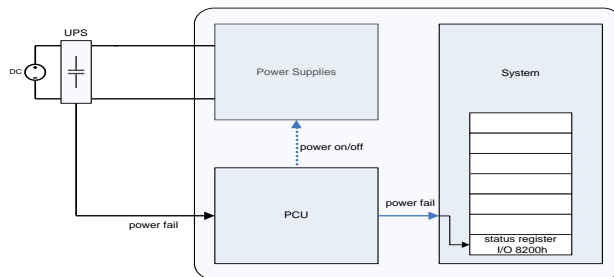 UPS
DC
Power Supplies
System
power on/off
PCU
power fail
power fail
status register
I/O 8200h